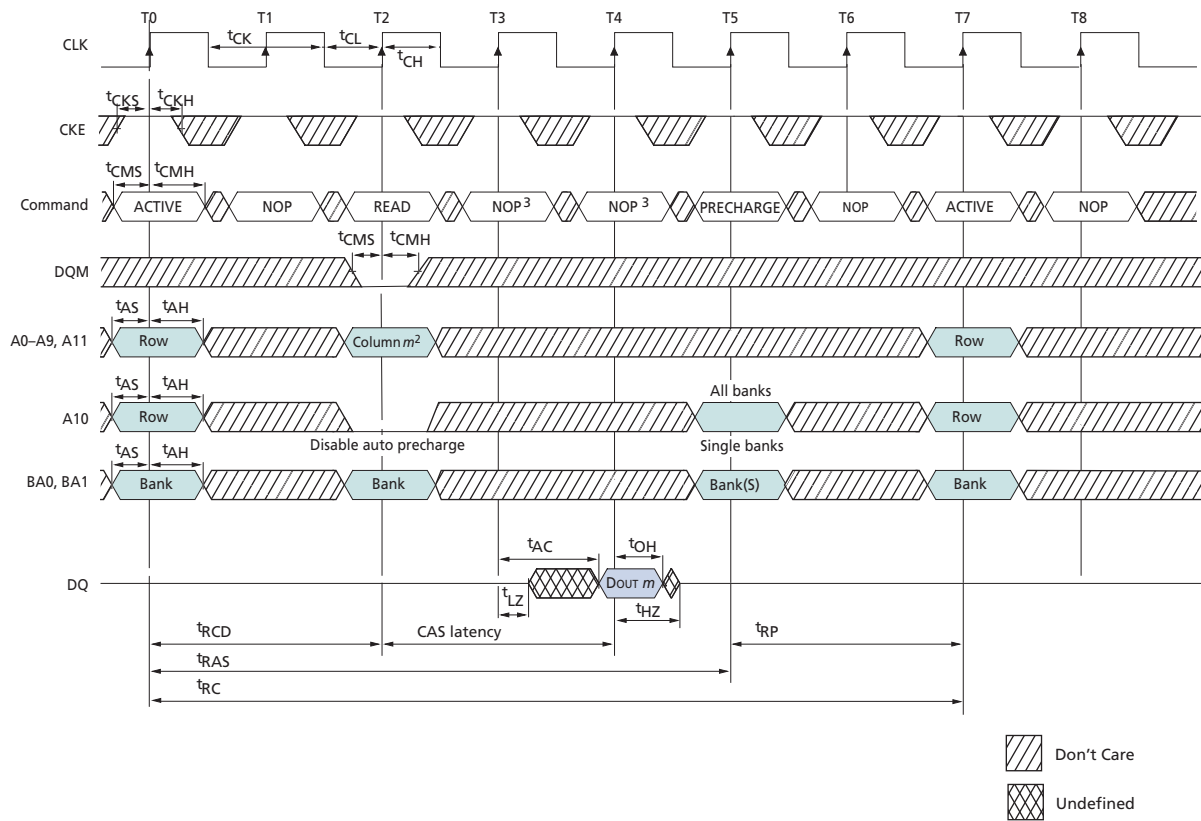 T0 T1 T2 T3 T4 T5 T6 T7 T8
CLK tCK tCL
tCH
tCKS tCKH
CKE
tCMS tCMH
Command ACTIVE NOP READ NOP3 NOP3 PRECHARGE NOP ACTIVE NOP
tCMS tCMH
DQM
tAS tAH
A0–A9, A11 Row Column m2 Row
tAS tAH All banks
A10 Row Row
Disable auto precharge Single banks
tAS tAH
BA0, BA1 Bank Bank Bank(S) Bank
tAC tOH
DQ DOUT m
tLZ tHZ
tRCD CAS latency tRP
tRAS
tRC
Don't Care
Undefined